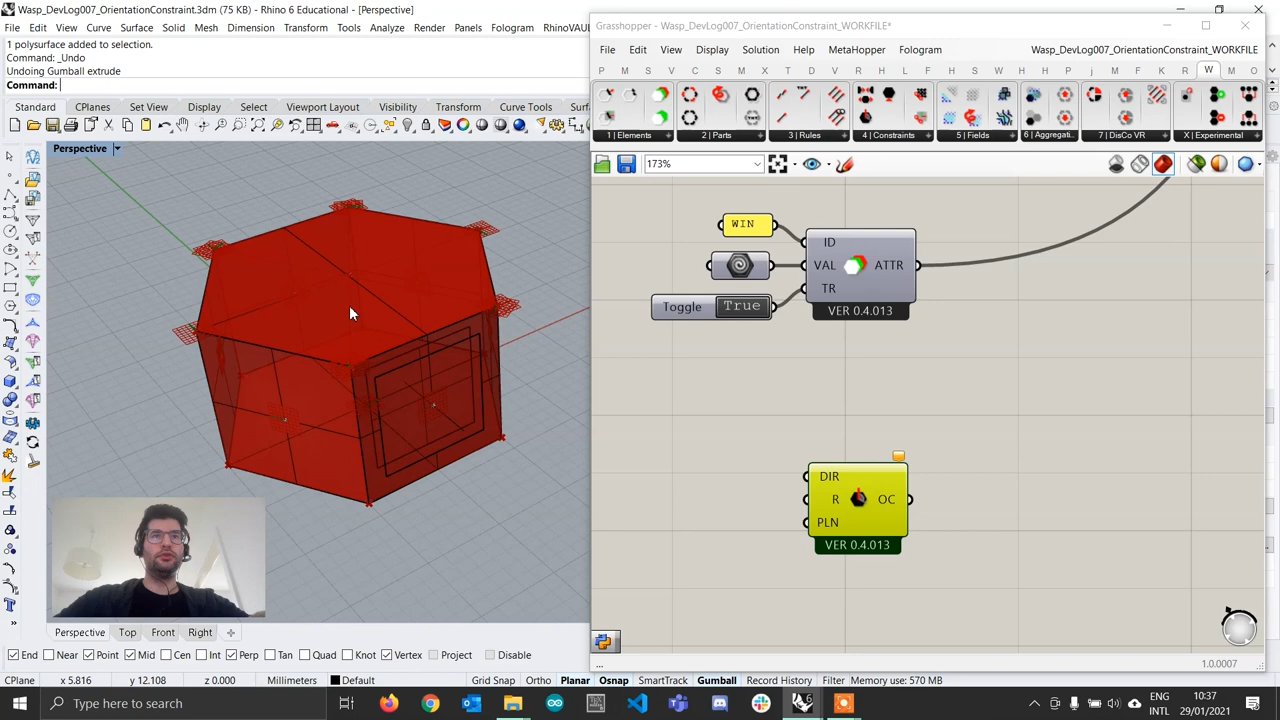 Wasp_DevLog007_OrientationConstraint.3dm (75 KB) - Rhino 6 Educational - [Perspective]
File Edit View Curve Surface Solid Mesh Dimension Transform Tools Analyze Render Panels Fologram RhinoVAUL
1 polysurface added to selection.
Command: _Undo
Undoing Gumball extrude
Command:
Standard CPlanes Set View Display Select Viewport Layout Visibility Transform Curve Tools Surf
Perspective
Perspective Top Front Right
End Near Point Mid Cen Int Perp Tan Quad Knot Vertex Project Disable
CPlane x 5.816 y 12.108 z 0.000 Millimeters Default Grid Snap Ortho Planar Osnap SmartTrack Gumball Record History Filter Memory use: 570 MB
Grasshopper - Wasp_DevLog007_OrientationConstraint_WORKFILE*
File Edit View Display Solution Help MetaHopper Fologram Wasp_DevLog007_OrientationConstraint_WORKFILE
P M S V C S M X T D V M A C L H L F H S G D P j m F K S R W M O
1 | Elements 2 | Parts 3 | Rules 4 | Constraints 5 | Fields 6 | Aggregati.. 7 | DisCo VR X | Experimental
173%
WIN
ID
VAL ATTR
TR
Toggle True
VER 0.4.013
DIR
R OC
PLN
VER 0.4.013
... 1.0.0007
Type here to search
ENG
INTL
10:37
29/01/2021